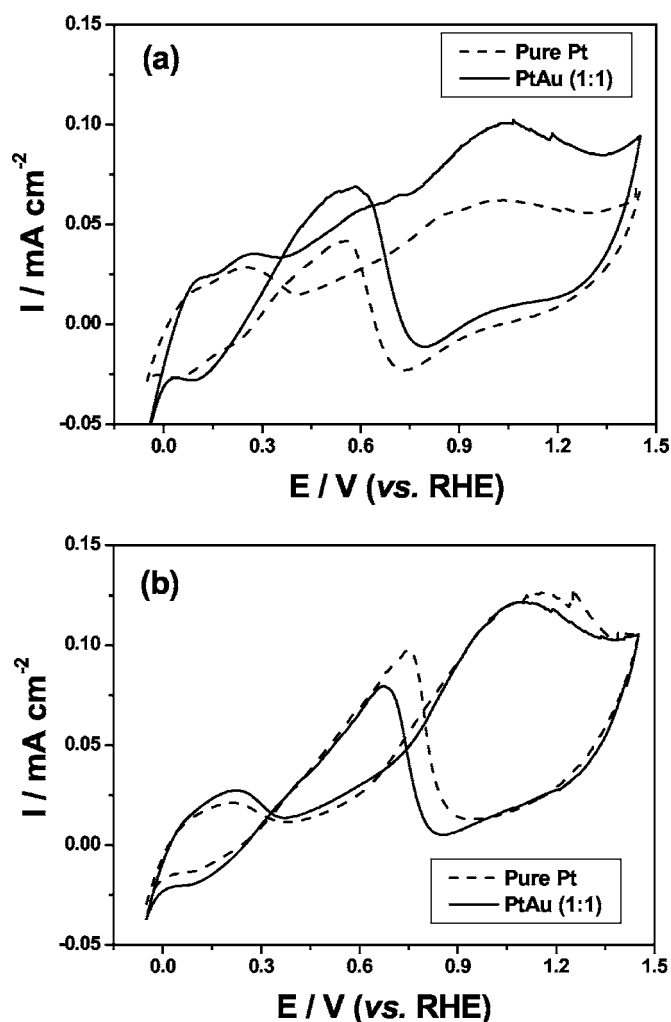 (a)
Pure Pt
PtAu (1:1)
I / mA cm-2
0.15
0.10
0.05
0.00
-0.05
0.0 0.3 0.6 0.9 1.2 1.5
E / V (vs. RHE)
(b)
I / mA cm-2
0.15
0.10
0.05
0.00
-0.05
Pure Pt
PtAu (1:1)
0.0 0.3 0.6 0.9 1.2 1.5
E / V (vs. RHE)